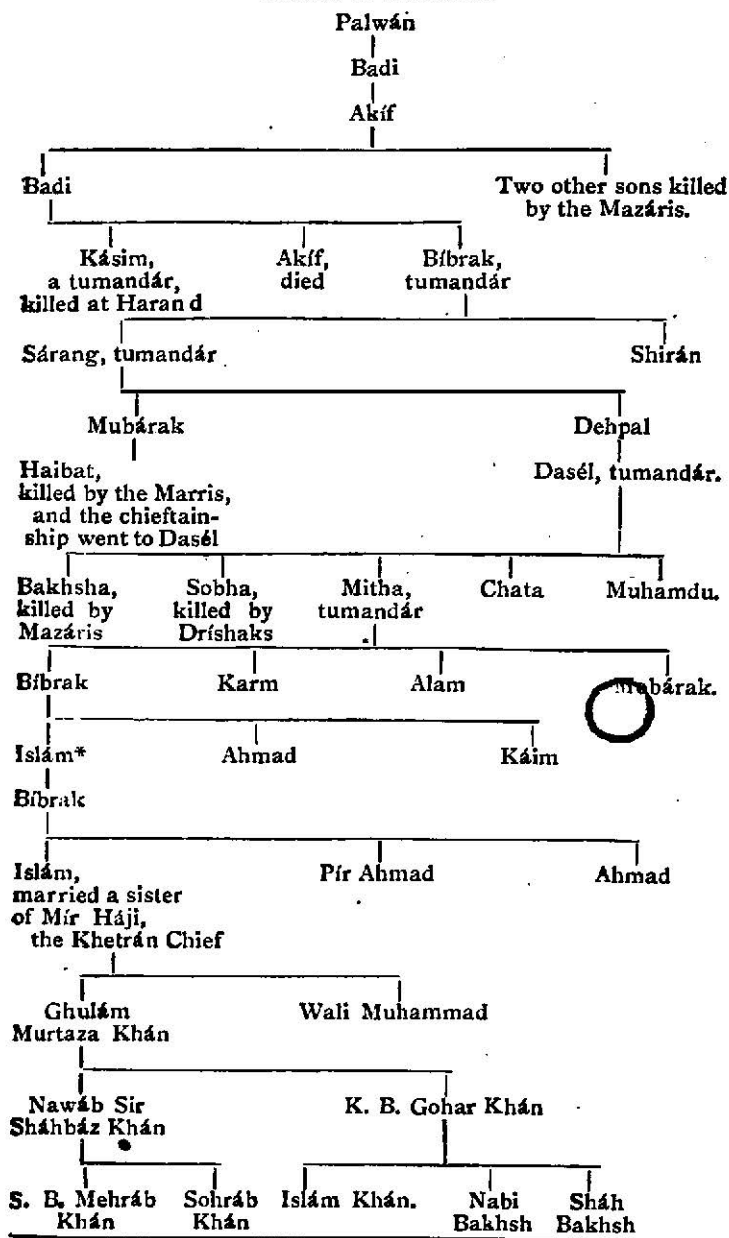 Palwán
Badi
Akíf
Badi Two other sons killed
by the Mazáris.
Kásim, Akíf, Bíbrak,
a tumandár, died tumandár
killed at Harand
Sárang, tumandár Shirán
Mubárak Dehpal
Haibat, Dasél, tumandár.
killed by the Marris,
and the chieftain-
ship went to Dasél
Bakhsha, Sobha, Mitha, Chata Muhamdu.
killed by killed by tumandár
Mazáris Dríshaks
Bíbrak Karm Alam Mubárak.
Islám* Ahmad Káim
Bíbrak
Islám, Pír Ahmad Ahmad
married a sister
of Mír Háji,
the Khetrán Chief
Ghulám Wali Muhammad
Murtaza Khán
Nawáb Sir K. B. Gohar Khán
Sháhbáz Khán
S. B. Mehráb Sohráb Islám Khán. Nabi Sháh
Khán Khán Bakhsh Bakhsh